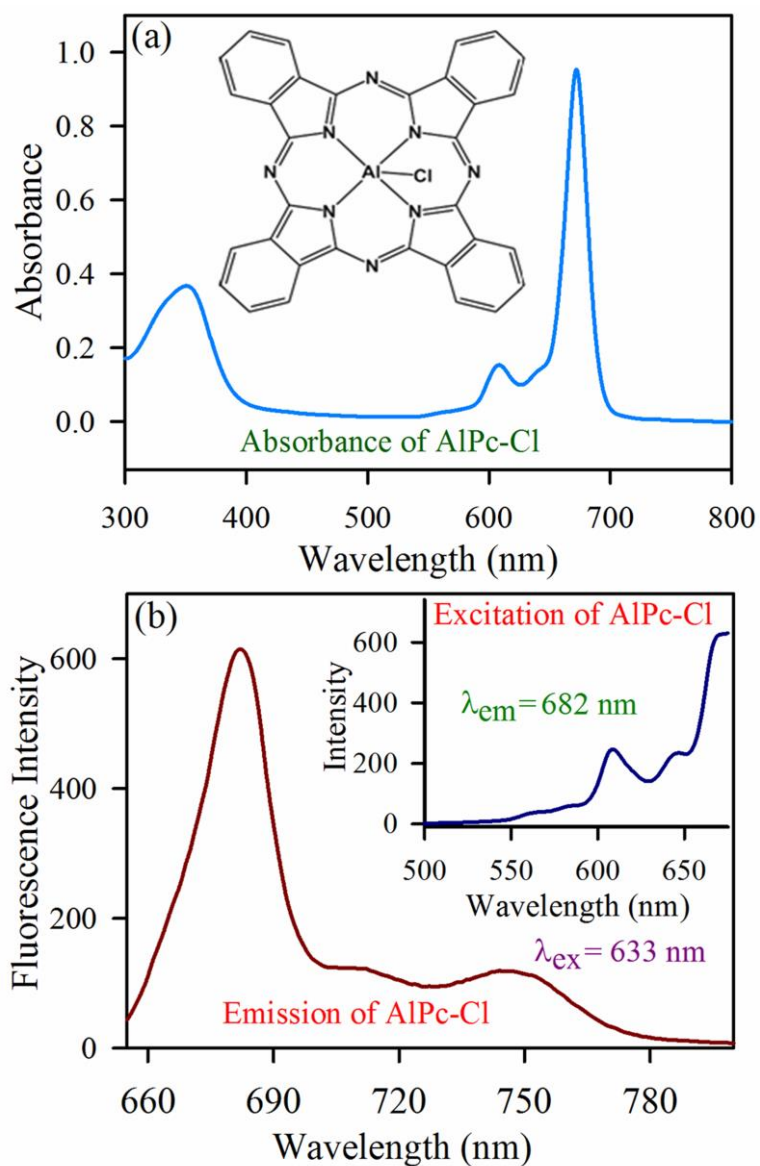 (a)
1.0
0.8
0.6
0.4
0.2
0.0
Absorbance
N
N
N
N
Al
Cl
N
N
N
N
Absorbance of AlPc-Cl
300
400
500
600
700
800
Wavelength (nm)
(b)
600
400
200
0
Fluorescence Intensity
Excitation of AlPc-Cl
λem = 682 nm
600
400
200
0
Intensity
500
550
600
650
Wavelength (nm)
λex = 633 nm
Emission of AlPc-Cl
660
690
720
750
780
Wavelength (nm)